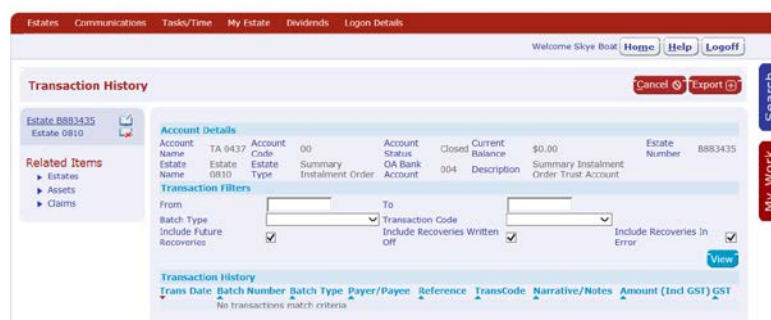 Estates Communications Tasks/Time My Estate Dividends Logon Details
Welcome Skye Boat Home Help Logoff
Transaction History
Cancel Export
Search
My Work
Estate B883435
Estate 0810
Related Items
Estates
Assets
Claims
Account Details
Account Name TA 0437 Account Code 00 Account Status Closed Current Balance $0.00 Estate Number B883435
Estate Name Estate 0810 Estate Type Summary Instalment Order OA Bank Account 004 Description Summary Instalment Order Trust Account
Transaction Filters
From To
Batch Type Transaction Code
Include Future Recoveries Include Recoveries Written Off Include Recoveries In Error
View
Transaction History
Trans Date Batch Number Batch Type Payer/Payee Reference TransCode Narrative/Notes Amount (Incl GST) GST
No transactions match criteria